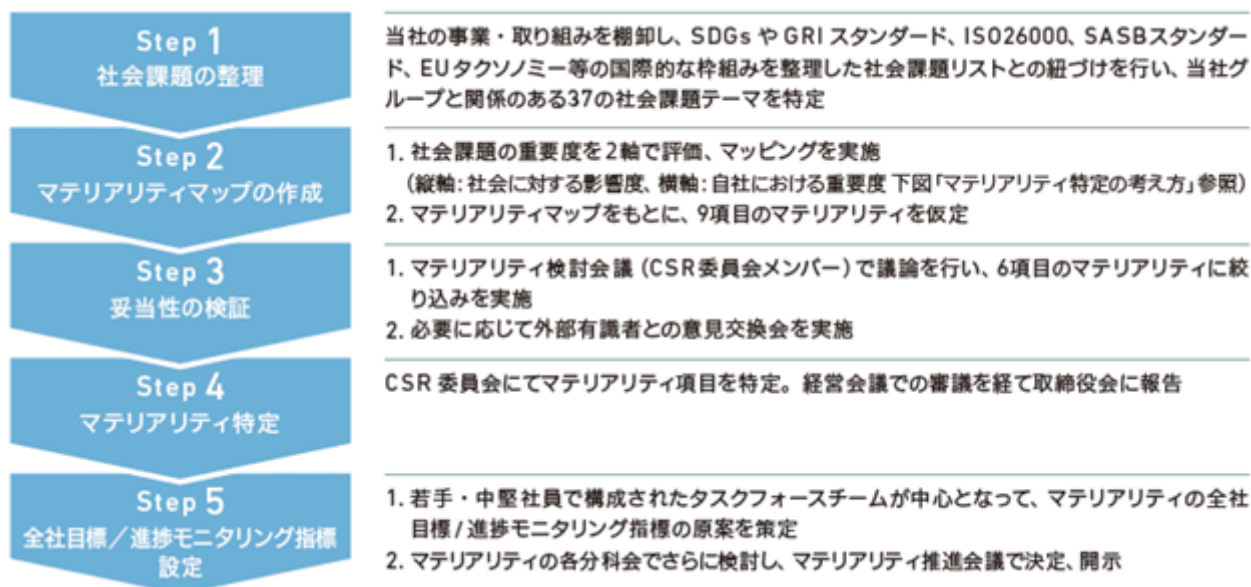 Step 1
社会課題の整理
当社の事業・取り組みを棚卸し、SDGs や GRI スタンダード、ISO26000、SASBスタンダー
ド、EUタクソノミー等の国際的な枠組みを整理した社会課題リストとの紐づけを行い、当社グ
ループと関係のある37の社会課題テーマを特定
Step 2
マテリアリティマップの作成
1. 社会課題の重要度を2軸で評価、マッピングを実施
（縦軸：社会に対する影響度、横軸：自社における重要度 下図「マテリアリティ特定の考え方」参照）
2. マテリアリティマップをもとに、9項目のマテリアリティを仮定
Step 3
妥当性の検証
1. マテリアリティ検討会議（CSR委員会メンバー）で議論を行い、6項目のマテリアリティに絞
り込みを実施
2. 必要に応じて外部有識者との意見交換会を実施
Step 4
マテリアリティ特定
CSR 委員会にてマテリアリティ項目を特定。経営会議での審議を経て取締役会に報告
Step 5
全社目標／進捗モニタリング指標
設定
1. 若手・中堅社員で構成されたタスクフォースチームが中心となって、マテリアリティの全社
目標/進捗モニタリング指標の原案を策定
2. マテリアリティの各分科会でさらに検討し、マテリアリティ推進会議で決定、開示